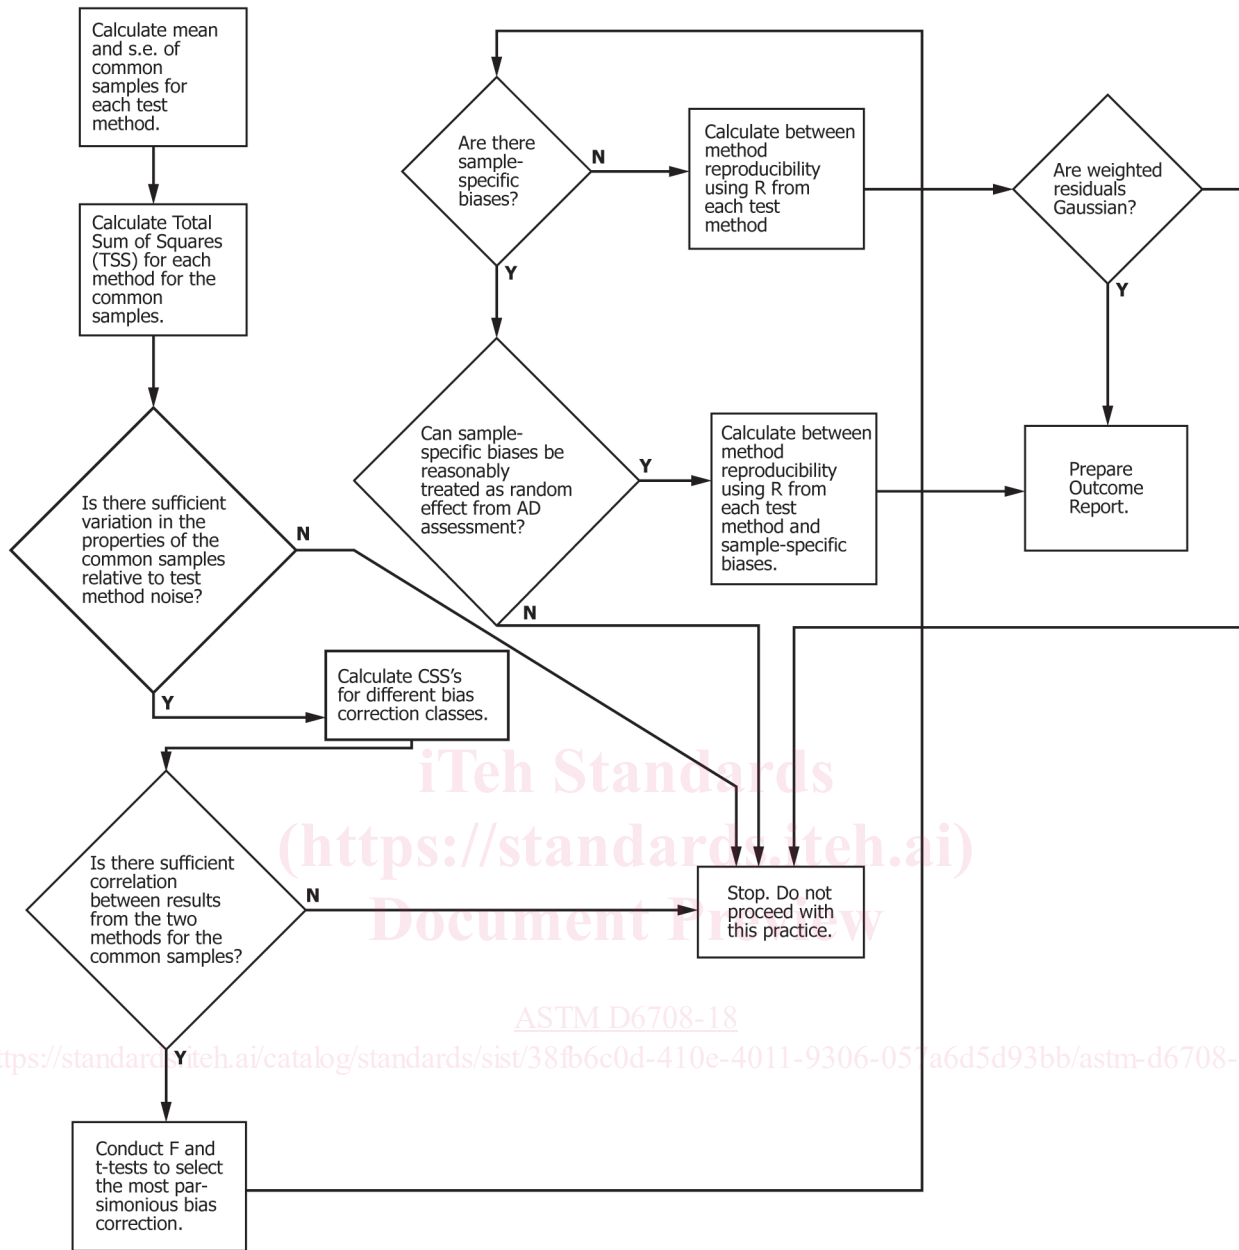 Calculate mean
and s.e. of
common
samples for
each test
method.
Calculate Total
Sum of Squares
(TSS) for each
method for the
common
samples.
Is there sufficient
variation in the
properties of the
common samples
relative to test
method noise?
N
Y
Calculate CSS's
for different bias
correction classes.
Is there sufficient
correlation
between results
from the two
methods for the
common samples?
N
Y
Conduct F and
t-tests to select
the most par-
simonious bias
correction.
Are there
sample-
specific
biases?
N
Y
Calculate between
method
reproducibility
using R from
each test
method
Can sample-
specific biases be
reasonably
treated as random
effect from AD
assessment?
Y
N
Calculate between
method
reproducibility
using R from
each test
method and
sample-specific
biases.
Are weighted
residuals
Gaussian?
Y
Prepare
Outcome
Report.
Stop. Do not
proceed with
this practice.
iTeh Standards
(https://standards.iteh.ai)
Document Preview
ASTM D6708-18
ttps://standards.iteh.ai/catalog/standards/sist/38fb6c0d-410e-4011-9306-057a6d5d93bb/astm-d6708-